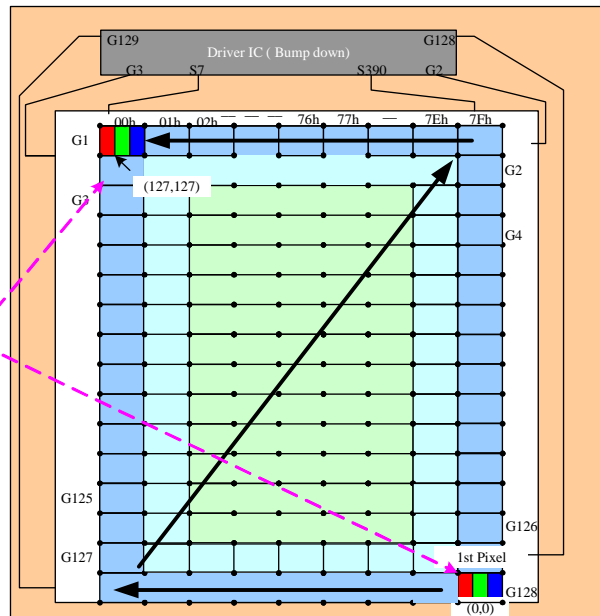 G129 G128
Driver IC ( Bump down)
G3 S7 S390 G2
00h 01h 02h — — — — 76h 77h — 7Eh 7Fh
G1
G2
(127,127)
G3
G4
G125
G126
G127 1st Pixel
G128
(0,0)